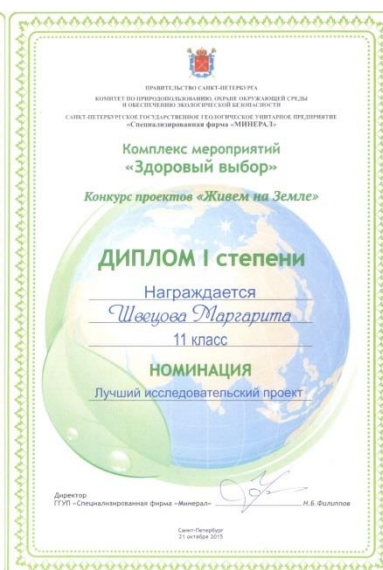 ПРАВИТЕЛЬСТВО САНКТ-ПЕТЕРБУРГА
КОМИТЕТ ПО ПРИРОДОПОЛЬЗОВАНИЮ, ОХРАНЕ ОКРУЖАЮЩЕЙ СРЕДЫ
И ОБЕСПЕЧЕНИЮ ЭКОЛОГИЧЕСКОЙ БЕЗОПАСНОСТИ
САНКТ-ПЕТЕРБУРГСКОЕ ГОСУДАРСТВЕННОЕ ГЕОЛОГИЧЕСКОЕ УНИТАРНОЕ ПРЕДПРИЯТИЕ
«Специализированная фирма «МИНЕРАЛ»
Комплекс мероприятий
«Здоровый выбор»
Конкурс проектов «Живем на Земле»
ДИПЛОМ I степени
Награждается
Швецова Маргарита
11 класс
НОМИНАЦИЯ
Лучший исследовательский проект
Директор
ГГУП «Специализированная фирма «Минерал» Н.Б.Филиппов
Санкт-Петербург
21 октября 2015